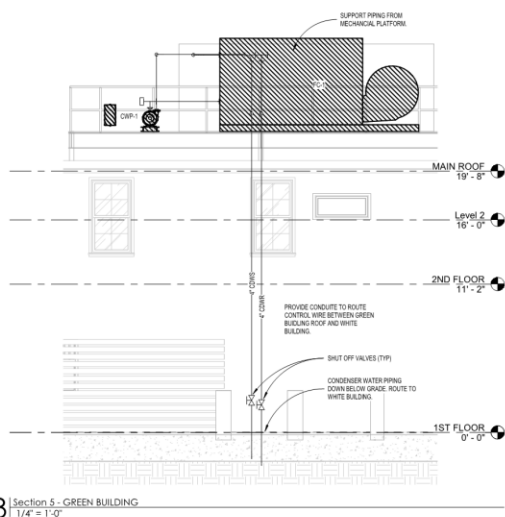 SUPPORT PIPING FROM
MECHANCIAL PLATFORM.
CWP-1
MAIN ROOF
19' - 8"
Level 2
16' - 0"
2ND FLOOR
11' - 2"
4" CDWS
4" CDWR
PROVIDE CONDUITE TO ROUTE
CONTROL WIRE BETWEEN GREEN
BUIDLING ROOF AND WHITE
BUILDING.
SHUT OFF VALVES (TYP)
CONDENSER WATER PIPING
DOWN BELOW GRADE. ROUTE TO
WHITE BUILDING.
1ST FLOOR
0' - 0"
3 Section 5 - GREEN BUILDING
1/4" = 1'-0"